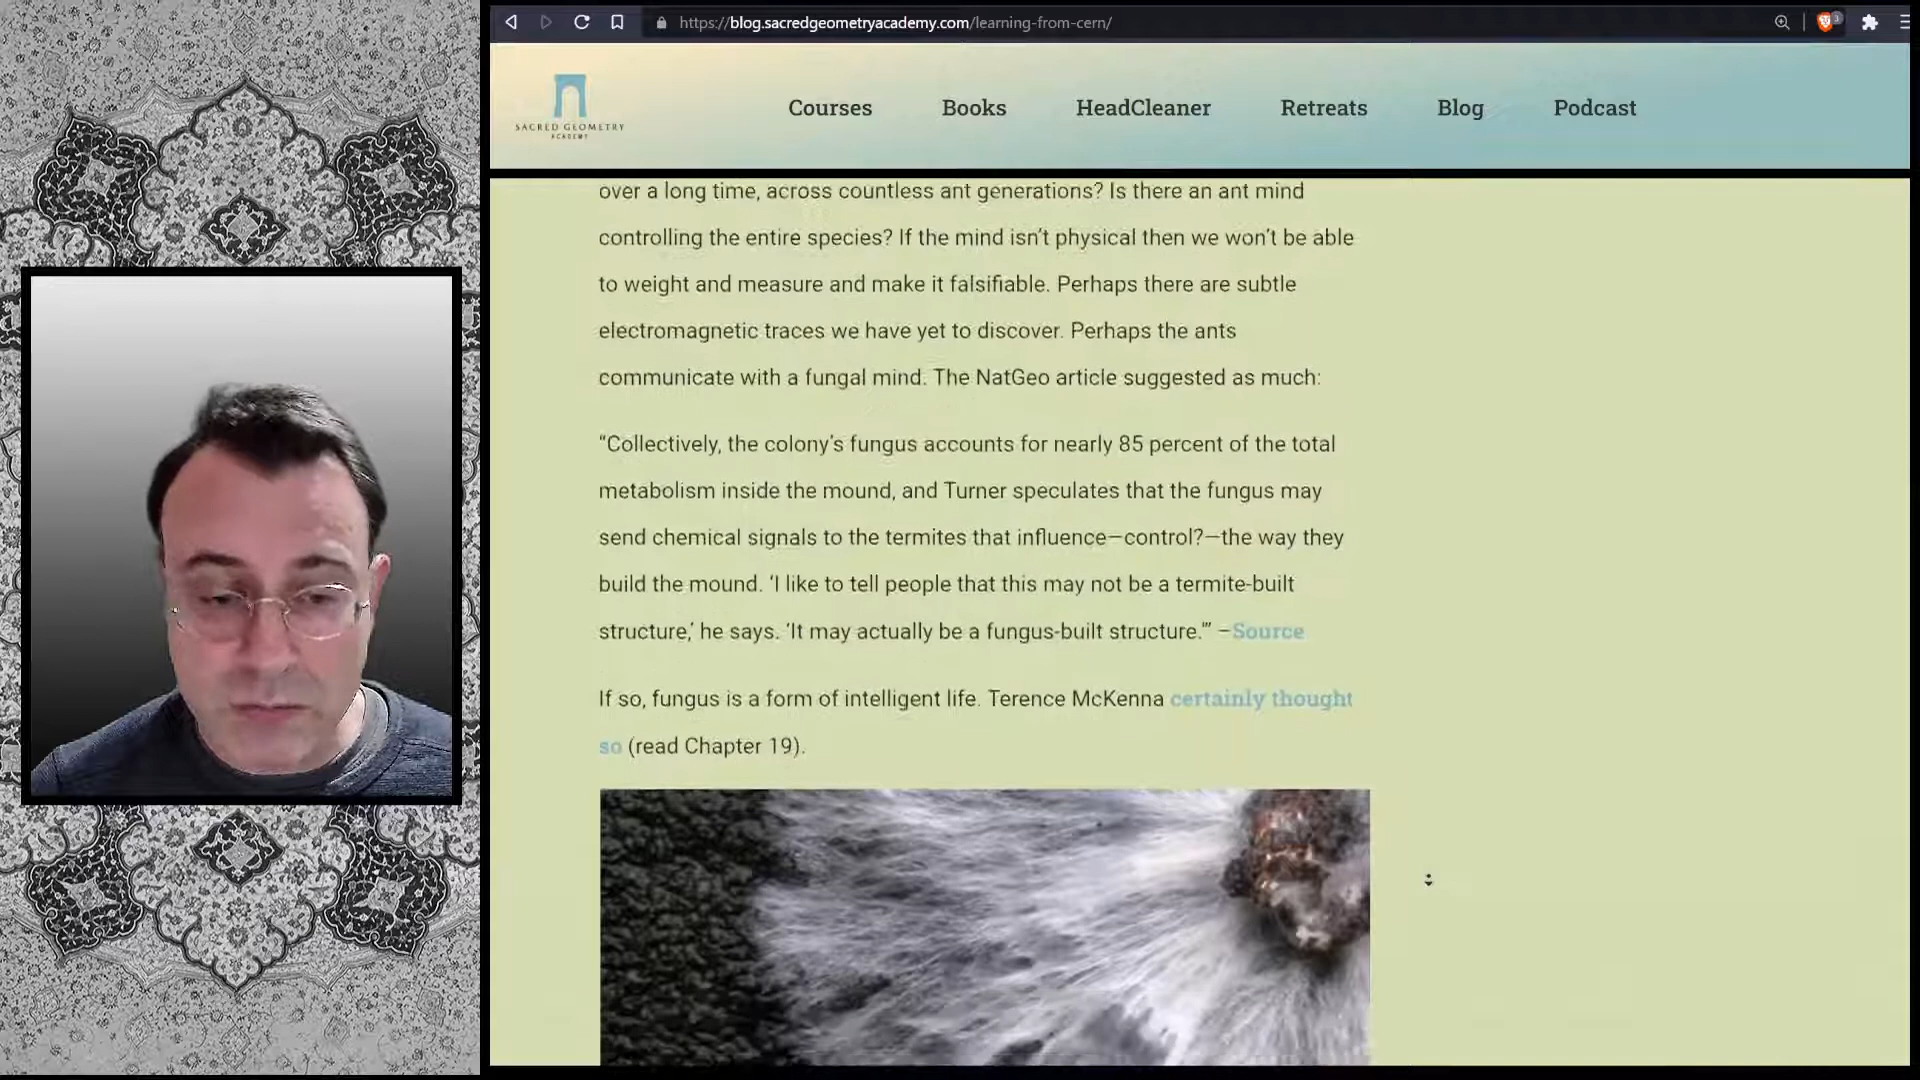 https://blog.sacredgeometryacademy.com/learning-from-cern/
3
SACRED GEOMETRY
ACADEMY
Courses
Books
HeadCleaner
Retreats
Blog
Podcast
over a long time, across countless ant generations? Is there an ant mind
controlling the entire species? If the mind isn’t physical then we won’t be able
to weight and measure and make it falsifiable. Perhaps there are subtle
electromagnetic traces we have yet to discover. Perhaps the ants
communicate with a fungal mind. The NatGeo article suggested as much:
“Collectively, the colony’s fungus accounts for nearly 85 percent of the total
metabolism inside the mound, and Turner speculates that the fungus may
send chemical signals to the termites that influence—control?—the way they
build the mound. ‘I like to tell people that this may not be a termite-built
structure,’ he says. ‘It may actually be a fungus-built structure.’” –Source
If so, fungus is a form of intelligent life. Terence McKenna certainly thought
so (read Chapter 19).